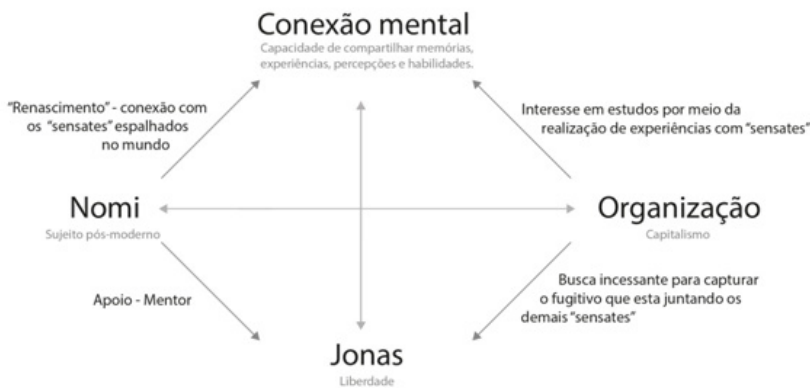 Conexão mental
Capacidade de compartilhar memórias,
experiências, percepções e habilidades.
"Renascimento" - conexão com
os "sensates" espalhados
no mundo
Interesse em estudos por meio da
realização de experiências com "sensates"
Nomi
Sujeito pós-moderno
Organização
Capitalismo
Apoio - Mentor
Busca incessante para capturar
o fugitivo que esta juntando os
demais "sensates"
Jonas
Liberdade